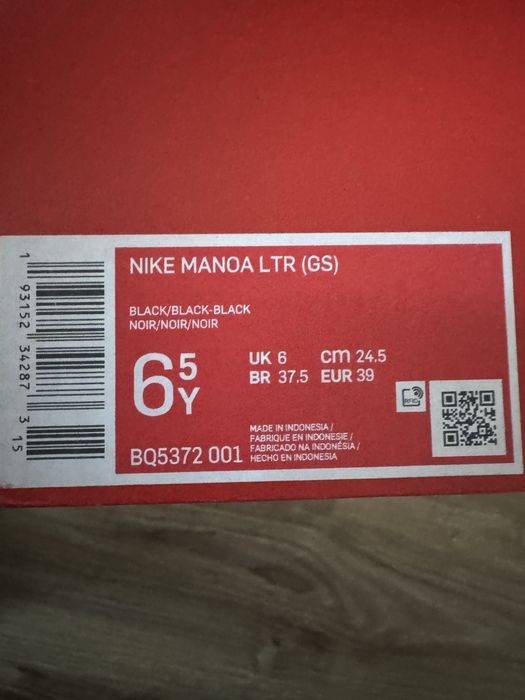 NIKE MANOA LTR (GS)
BLACK/BLACK-BLACK
NOIR/NOIR/NOIR
6 5 Y
UK 6 cm 24.5
BR 37.5 EUR 39
RFID
BQ5372 001
MADE IN INDONESIA /
FABRIQUE EN INDONESIE /
FABRICADO NA INDONÉSIA /
HECHO EN INDONESIA
1 93152 34287 3 15